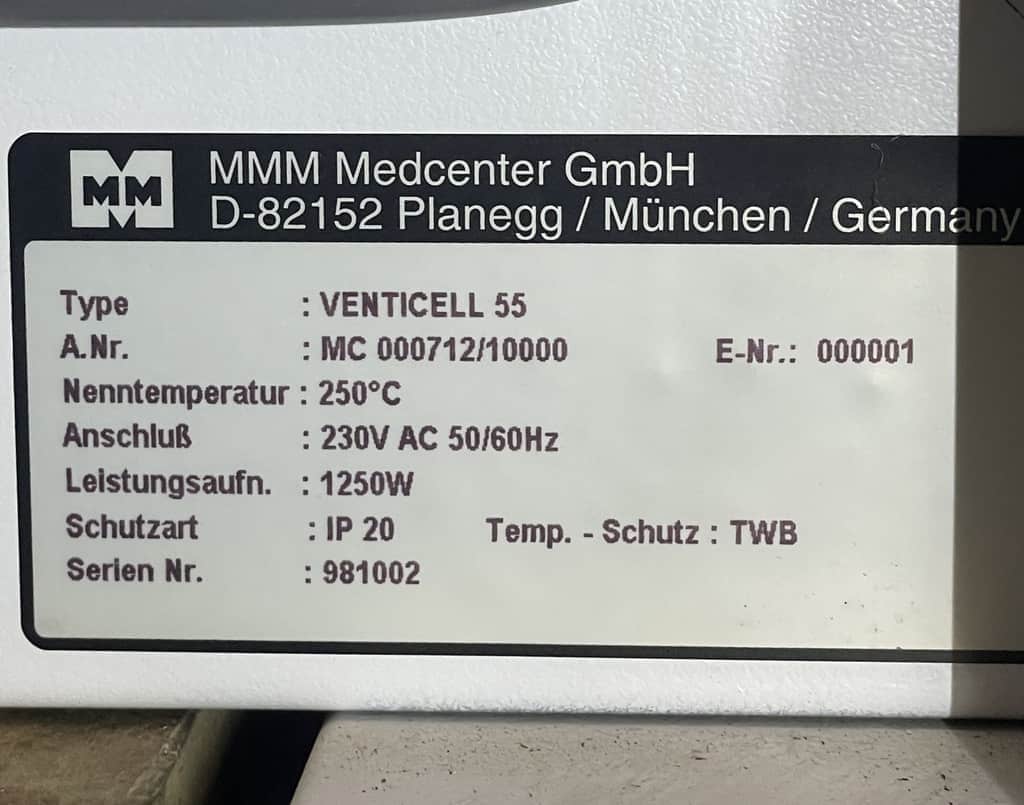 MMM
MMM Medcenter GmbH
D-82152 Planegg / München / Germany
Type : VENTICELL 55
A.Nr. : MC 000712/10000 E-Nr.: 000001
Nenntemperatur : 250°C
Anschluß : 230V AC 50/60Hz
Leistungsaufn. : 1250W
Schutzart : IP 20 Temp. - Schutz : TWB
Serien Nr. : 981002